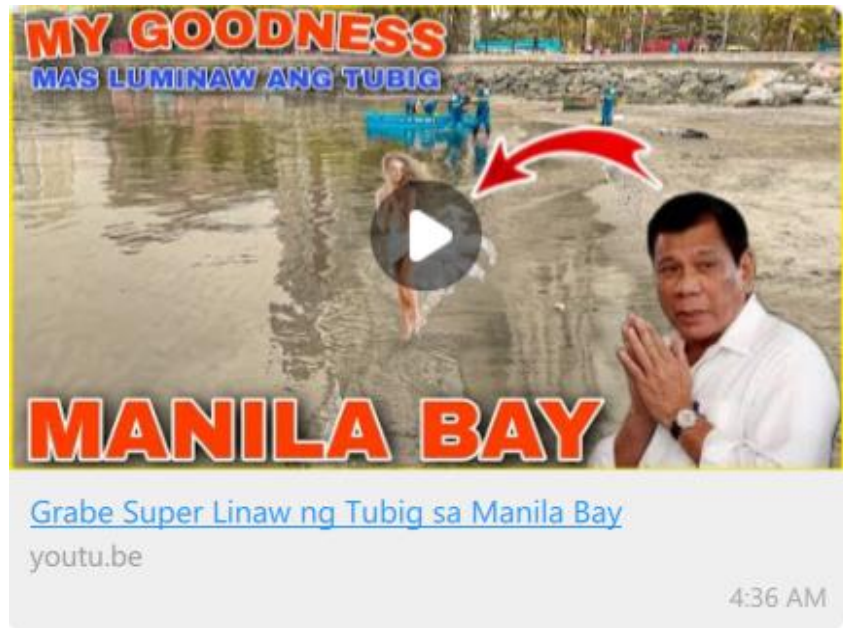 MY GOODNESS
MAS LUMINAW ANG TUBIG
MANILA BAY
Grabe Super Linaw ng Tubig sa Manila Bay
youtu.be
4:36 AM